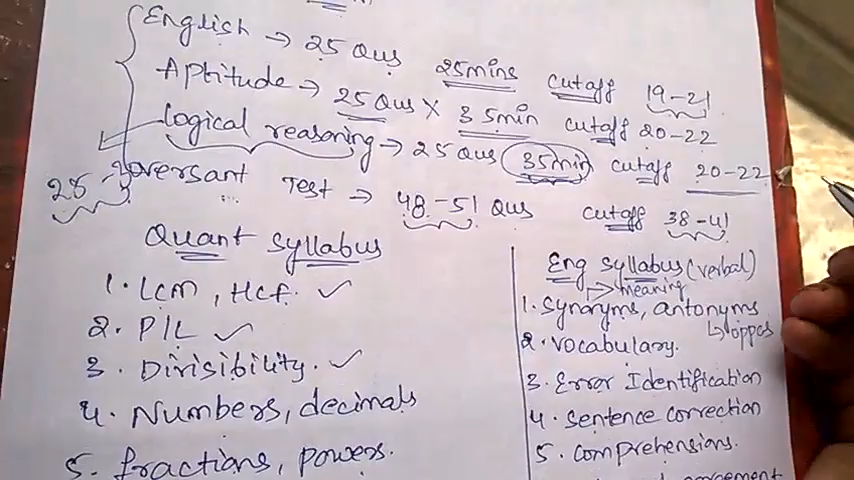 English → 25 Qus 25mins cutoff 19-21
Aptitude → 25 Qus × 35min cutoff 20-22
Logical reasoning → 25 Qus 35min cutoff 20-22
25 -
versant Test → 48-51 Qus cutoff 38-41
Quant syllabus
1. Lcm, Hcf. ✓
2. P/L ✓
3. Divisibility. ✓
4. Numbers, decimals
5. fractions, powers.
Eng syllabus (verbal)
→ meaning
1. Synonyms, antonyms
↳ oppos
2. vocabulary.
3. Error Identification
4. Sentence correction
5. comprehensions.